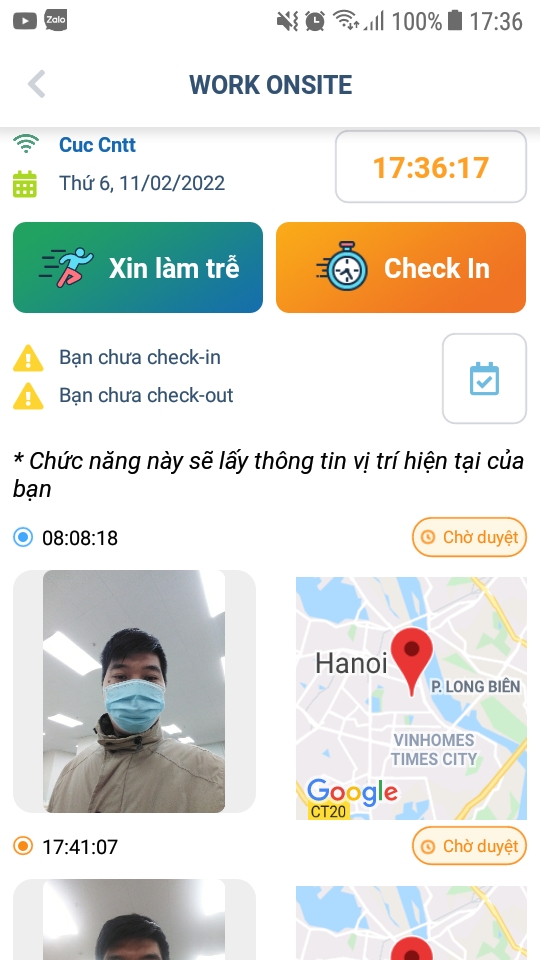 Zalo 100% 17:36
WORK ONSITE
Cuc Cntt
Thứ 6, 11/02/2022
17:36:17
Xin làm trễ
Check In
Bạn chưa check-in
Bạn chưa check-out
* Chức năng này sẽ lấy thông tin vị trí hiện tại của
bạn
08:08:18
Chờ duyệt
Hanoi
P. LONG BIÊN
VINHOMES
TIMES CITY
Google
CT20
17:41:07
Chờ duyệt